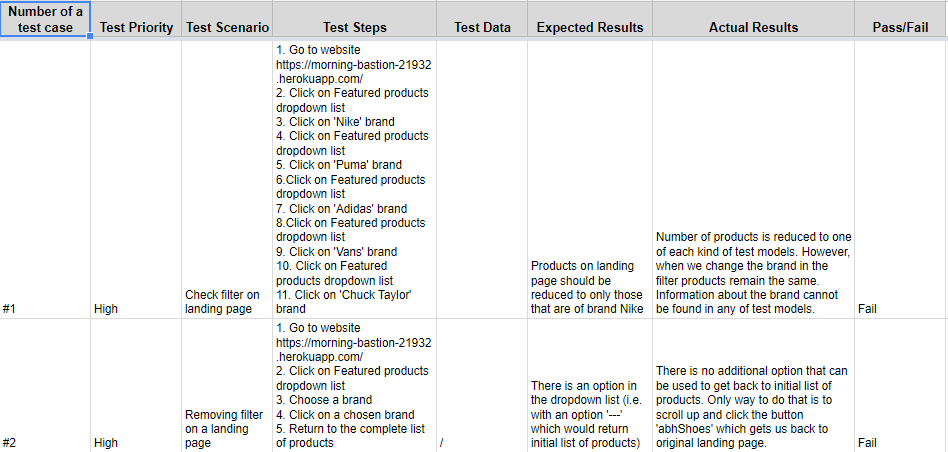 Number of a
test case
Test Priority
Test Scenario
Test Steps
Test Data
Expected Results
Actual Results
Pass/Fail
#1
High
Check filter on
landing page
1. Go to website
https://morning-bastion-21932
.herokuapp.com/
2. Click on Featured products
dropdown list
3. Click on 'Nike' brand
4. Click on Featured products
dropdown list
5. Click on 'Puma' brand
6.Click on Featured products
dropdown list
7. Click on 'Adidas' brand
8.Click on Featured products
dropdown list
9. Click on 'Vans' brand
10. Click on Featured
products dropdown list
11. Click on 'Chuck Taylor'
brand
Products on landing
page should be
reduced to only those
that are of brand Nike
Number of products is reduced to one
of each kind of test models. However,
when we change the brand in the
filter products remain the same.
Information about the brand cannot
be found in any of test models.
Fail
#2
High
Removing filter
on a landing
page
1. Go to website
https://morning-bastion-21932
.herokuapp.com/
2. Click on Featured products
dropdown list
3. Choose a brand
4. Click on a chosen brand
5. Return to the complete list
of products
/
There is an option in
the dropdown list (i.e.
with an option '---'
which would return
initial list of products)
There is no additional option that can
be used to get back to initial list of
products. Only way to do that is to
scroll up and click the button
'abhShoes' which gets us back to
original landing page.
Fail